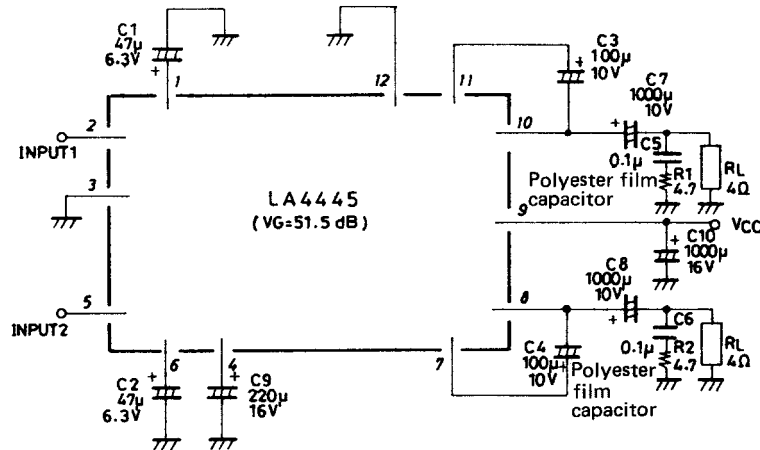 C1
47µ
6.3V
+
1
12
11
+
C3
100µ
10V
C7
1000µ
10V
2
INPUT1
10
+
C5
0.1µ
R1
4.7
RL
4Ω
Polyester film
capacitor
3
LA4445
(VG=51.5 dB)
9
VCC
+
C10
1000µ
16V
5
INPUT2
8
C8
1000µ
10V
+
C6
0.1µ
R2
4.7
RL
4Ω
C4
100µ
10V
+
Polyester
film
capacitor
6
4
7
+
C2
47µ
6.3V
+
C9
220µ
16V